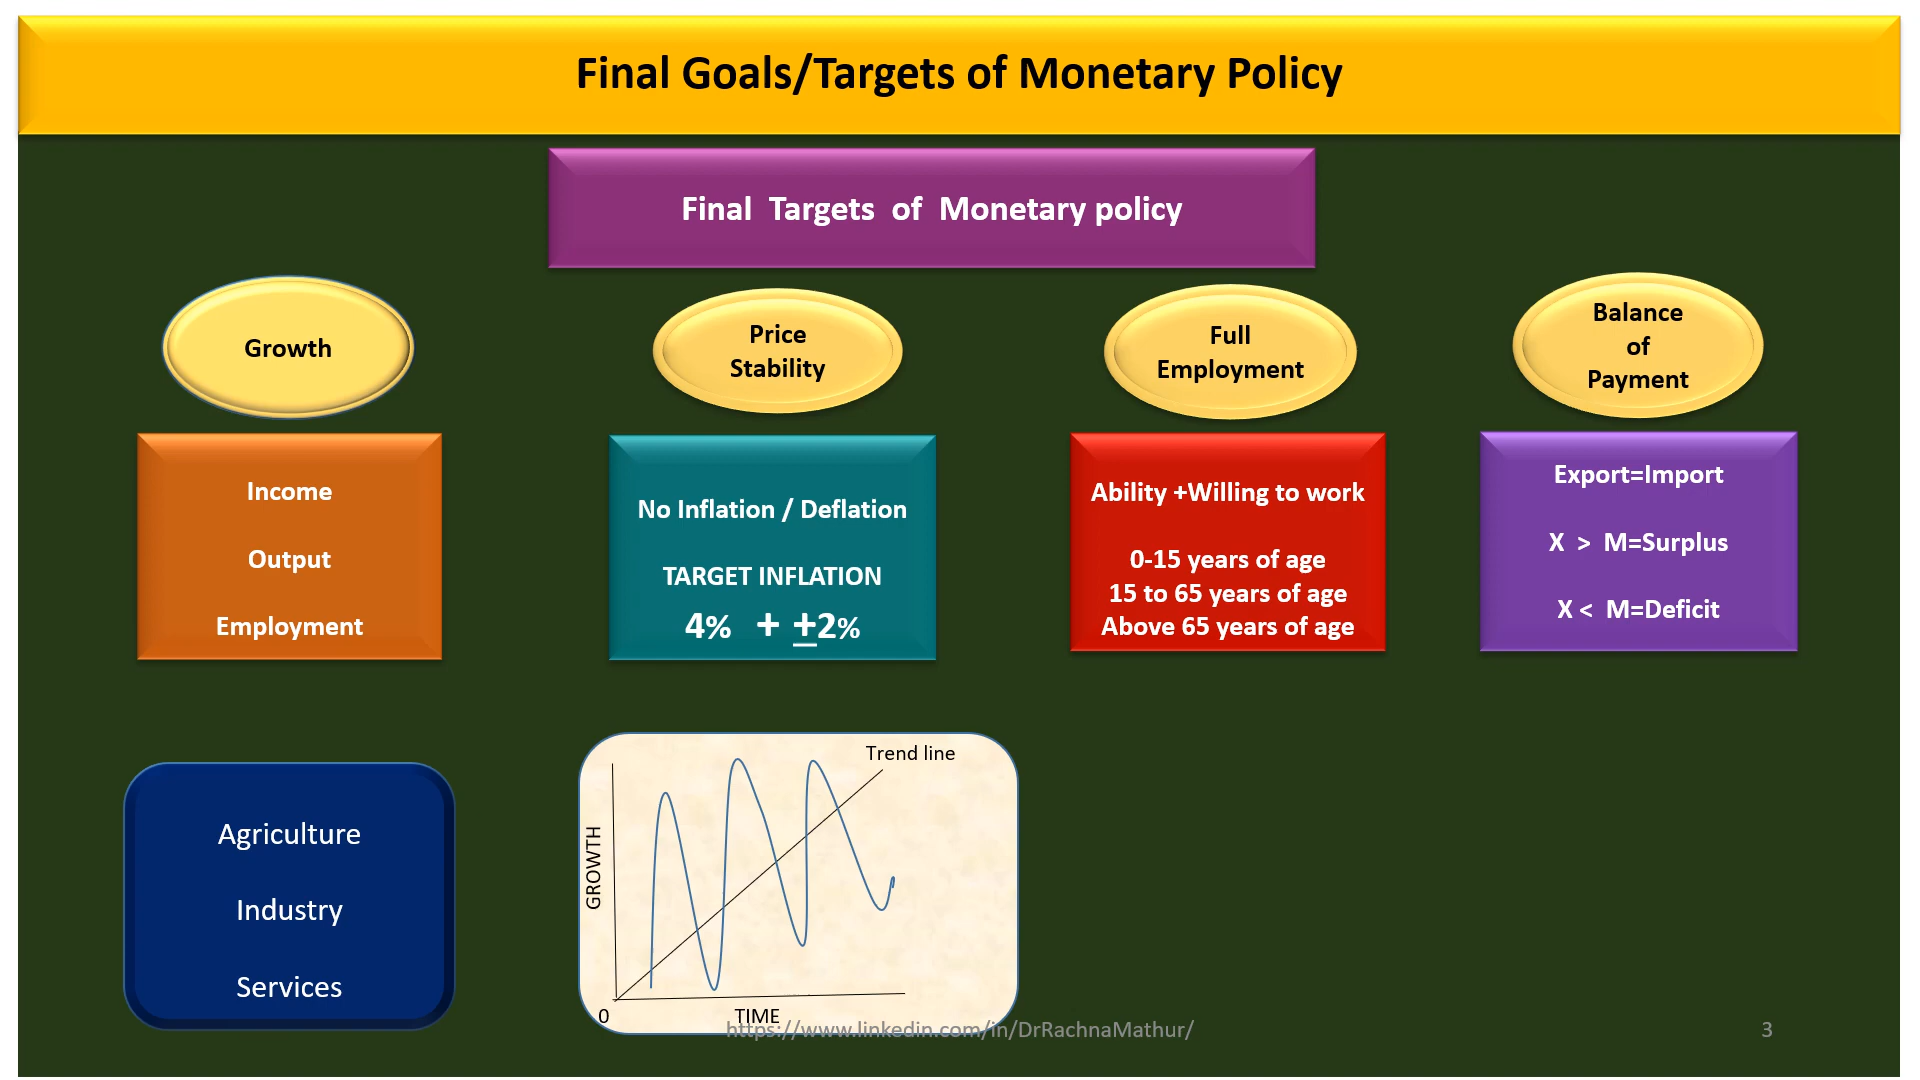 Final Goals/Targets of Monetary Policy
Final Targets of Monetary policy
Growth
Income
Output
Employment
Agriculture
Industry
Services
Price
Stability
No Inflation / Deflation
TARGET INFLATION
4% + ±2%
Trend line
GROWTH
0
TIME
Full
Employment
Ability +Willing to work
0-15 years of age
15 to 65 years of age
Above 65 years of age
Balance
of
Payment
Export=Import
X > M=Surplus
X < M=Deficit
https://www.linkedin.com/in/DrRachnaMathur/
3